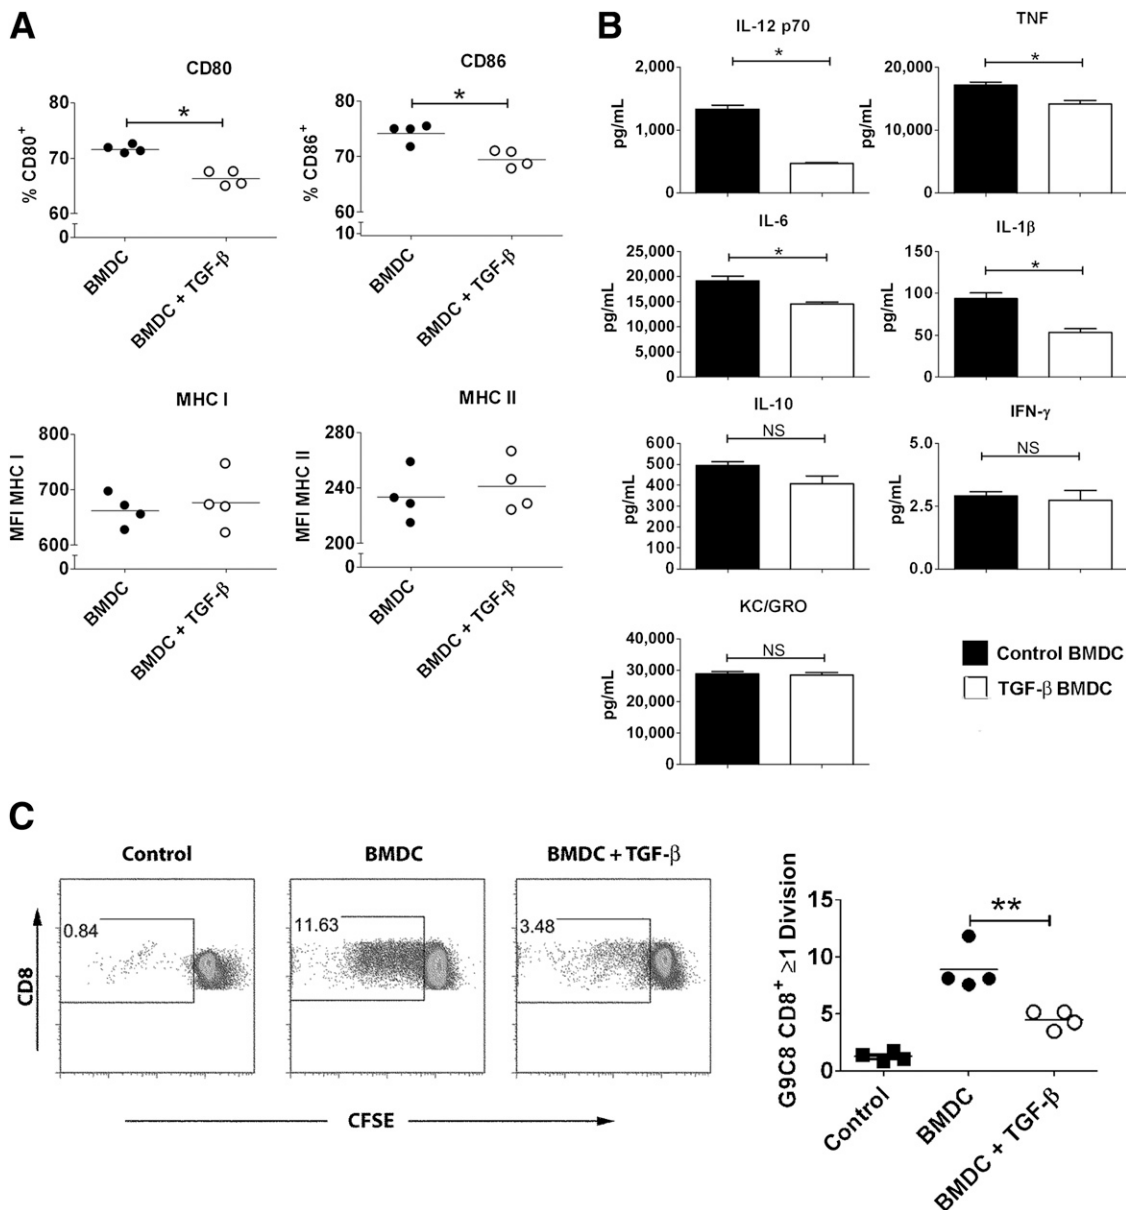 A
CD80
% CD80+
80
70
60
0
*
BMDC
BMDC + TGF-β
CD86
% CD86+
80
70
60
10
*
BMDC
BMDC + TGF-β
MHC I
MFI MHC I
800
700
600
0
BMDC
BMDC + TGF-β
MHC II
MFI MHC II
280
240
200
0
BMDC
BMDC + TGF-β
B
IL-12 p70
pg/mL
2,000
1,000
0
*
TNF
pg/mL
20,000
10,000
0
*
IL-6
pg/mL
25,000
20,000
15,000
10,000
5,000
0
*
IL-1β
pg/mL
150
100
50
0
*
IL-10
pg/mL
600
500
400
300
200
100
0
NS
IFN-γ
pg/mL
5.0
2.5
0.0
NS
KC/GRO
pg/mL
40,000
30,000
20,000
10,000
0
NS
Control BMDC
TGF-β BMDC
C
Control
0.84
BMDC
11.63
BMDC + TGF-β
3.48
CD8
CFSE
G9C8 CD8+ ≥1 Division
15
10
5
0
**
Control
BMDC
BMDC + TGF-β